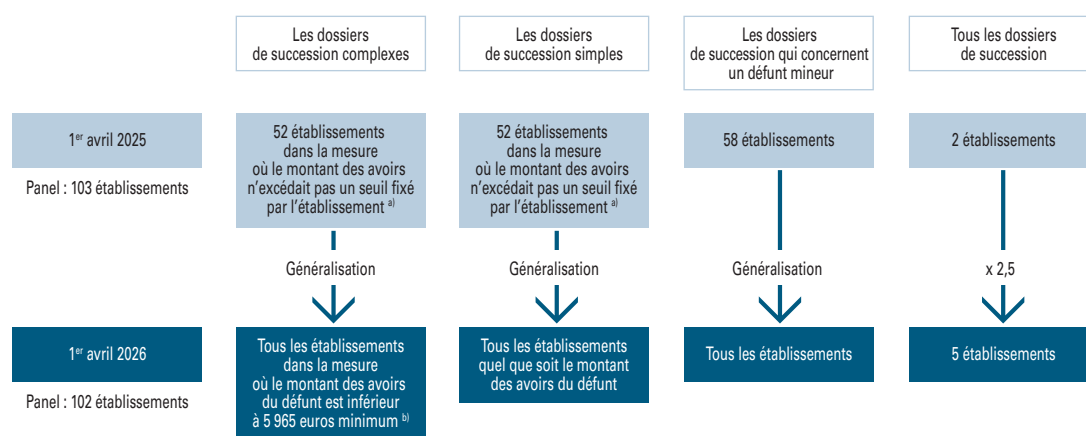 Les dossiers
de succession complexes
Les dossiers
de succession simples
Les dossiers
de succession qui concernent
un défunt mineur
Tous les dossiers
de succession
1er avril 2025
Panel : 103 établissements
52 établissements
dans la mesure
où le montant des avoirs
n'excédait pas un seuil fixé
par l'établissement a)
52 établissements
dans la mesure
où le montant des avoirs
n'excédait pas un seuil fixé
par l'établissement a)
58 établissements
2 établissements
Généralisation
Généralisation
Généralisation
x 2,5
1er avril 2026
Panel : 102 établissements
Tous les établissements
dans la mesure
où le montant des avoirs
du défunt est inférieur
à 5 965 euros minimum b)
Tous les établissements
quel que soit le montant
des avoirs du défunt
Tous les établissements
5 établissements